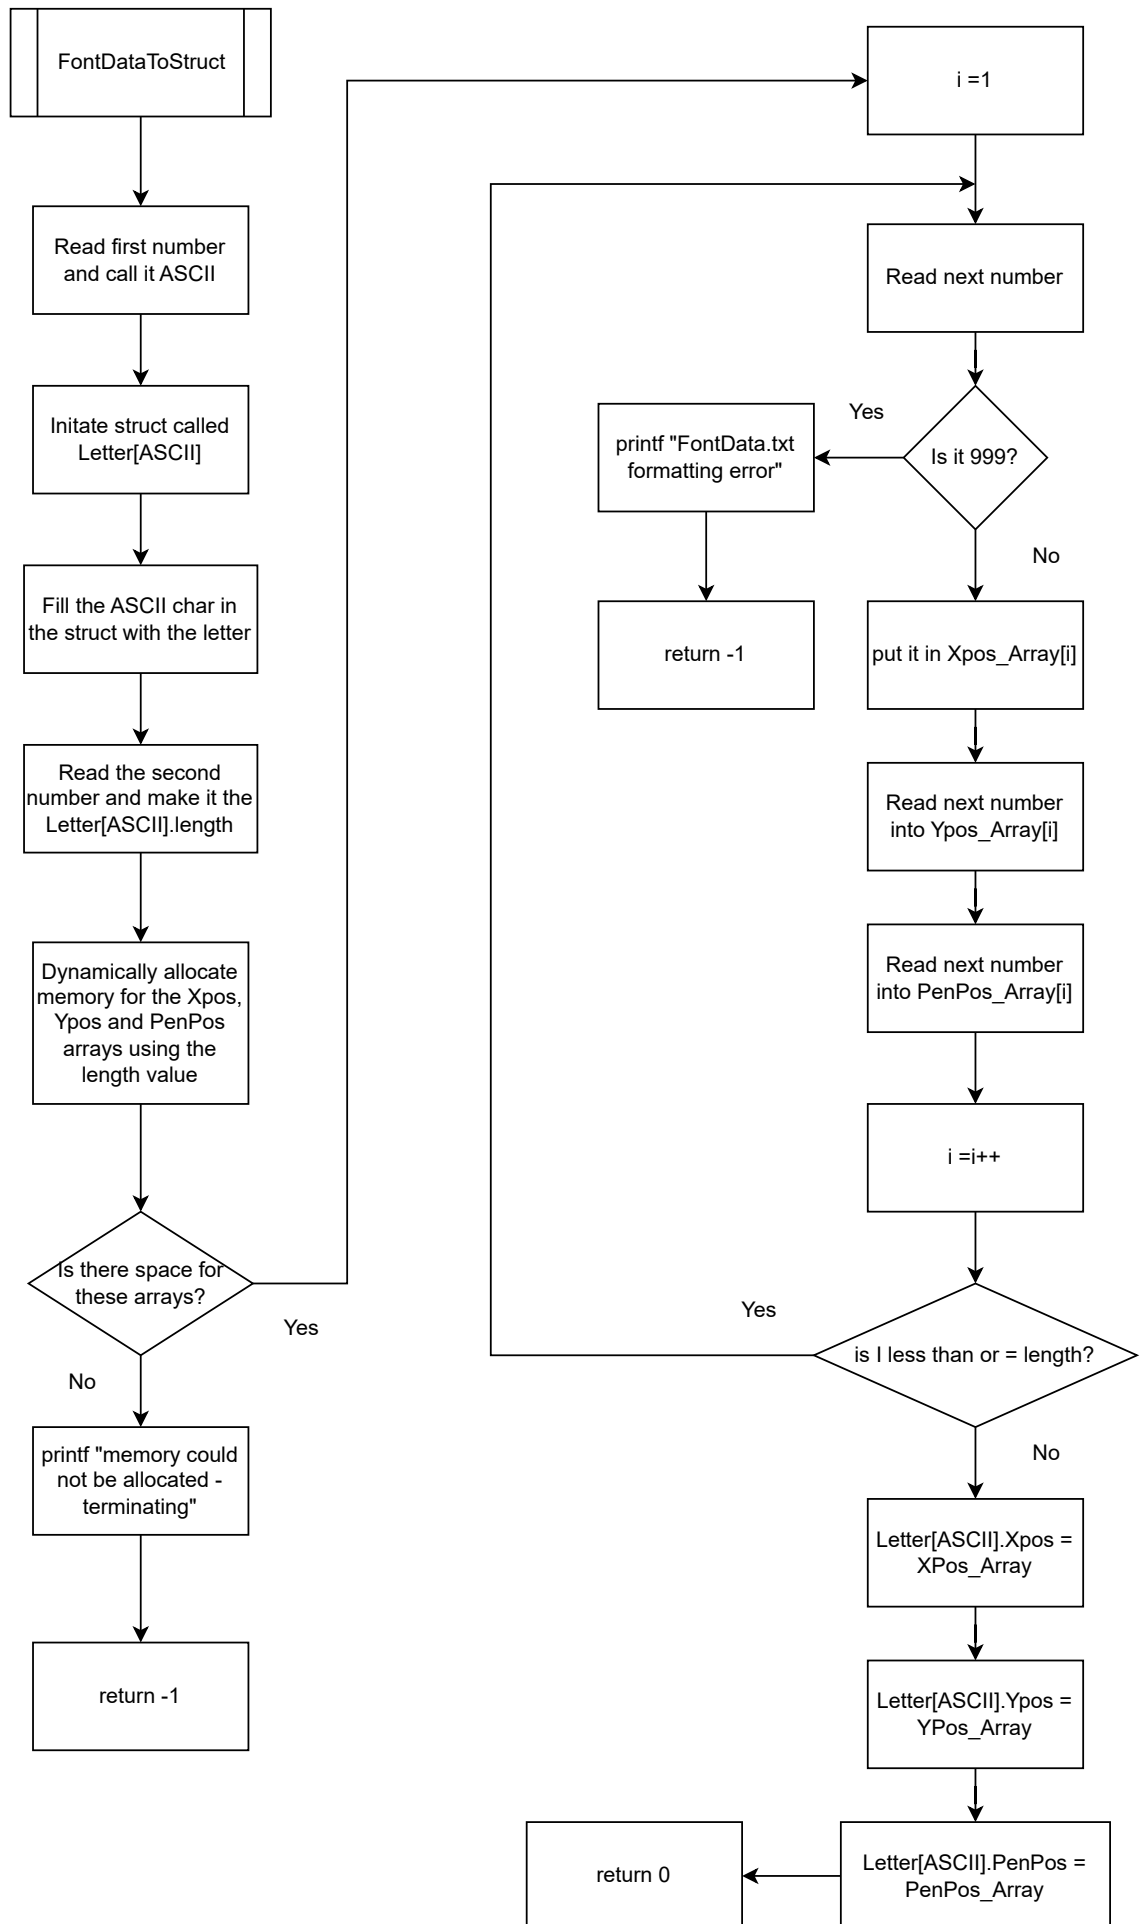 FontDataToStruct
Read first number
and call it ASCII
Initate struct called
Letter[ASCII]
Fill the ASCII char in
the struct with the letter
Read the second
number and make it the
Letter[ASCII].length
Dynamically allocate
memory for the Xpos,
Ypos and PenPos
arrays using the
length value
Is there space for
these arrays?
Yes
No
printf "memory could
not be allocated -
terminating"
return -1
i =1
Read next number
Is it 999?
Yes
printf "FontData.txt
formatting error"
return -1
No
put it in Xpos_Array[i]
Read next number
into Ypos_Array[i]
Read next number
into PenPos_Array[i]
i =i++
is I less than or = length?
Yes
No
Letter[ASCII].Xpos =
XPos_Array
Letter[ASCII].Ypos =
YPos_Array
Letter[ASCII].PenPos =
PenPos_Array
return 0